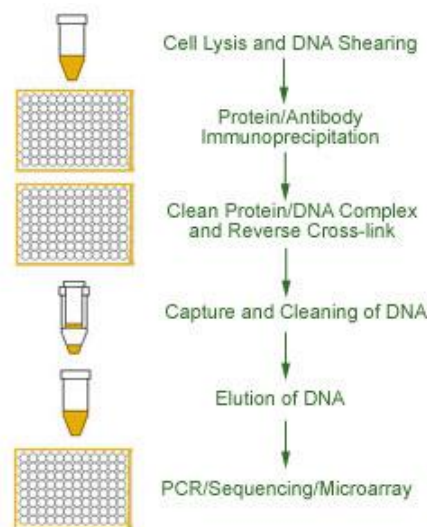 Cell Lysis and DNA Shearing
Protein/Antibody
Immunoprecipitation
Clean Protein/DNA Complex
and Reverse Cross-link
Capture and Cleaning of DNA
Elution of DNA
PCR/Sequencing/Microarray